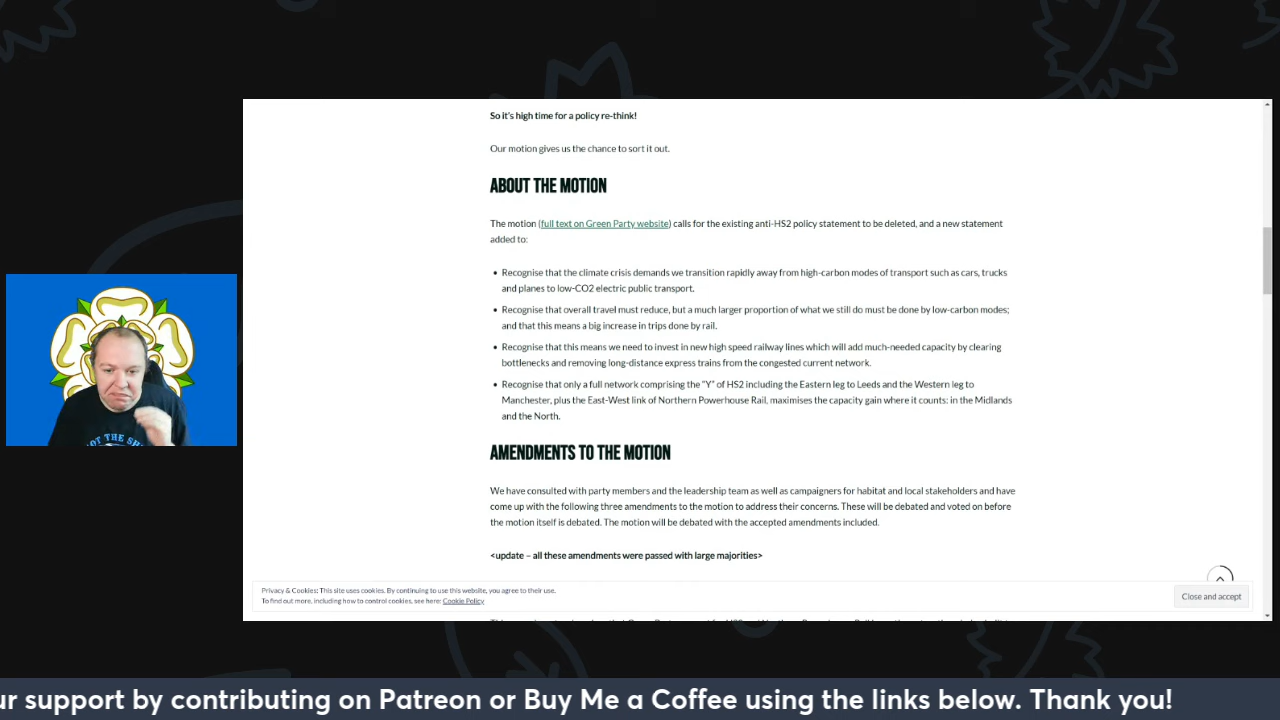 So it's high time for a policy re-think!
Our motion gives us the chance to sort it out.
ABOUT THE MOTION
The motion (full text on Green Party website) calls for the existing anti-HS2 policy statement to be deleted, and a new statement
added to:
• Recognise that the climate crisis demands we transition rapidly away from high-carbon modes of transport such as cars, trucks
and planes to low-CO2 electric public transport.
• Recognise that overall travel must reduce, but a much larger proportion of what we still do must be done by low-carbon modes;
and that this means a big increase in trips done by rail.
• Recognise that this means we need to invest in new high speed railway lines which will add much-needed capacity by clearing
bottlenecks and removing long-distance express trains from the congested current network.
• Recognise that only a full network comprising the “Y” of HS2 including the Eastern leg to Leeds and the Western leg to
Manchester, plus the East-West link of Northern Powerhouse Rail, maximises the capacity gain where it counts: in the Midlands
and the North.
AMENDMENTS TO THE MOTION
We have consulted with party members and the leadership team as well as campaigners for habitat and local stakeholders and have
come up with the following three amendments to the motion to address their concerns. These will be debated and voted on before
the motion itself is debated. The motion will be debated with the accepted amendments included.
<update – all these amendments were passed with large majorities>
Privacy & Cookies: This site uses cookies. By continuing to use this website, you agree to their use.
To find out more, including how to control cookies, see here: Cookie Policy
Close and accept
OT THE SH
ur support by contributing on Patreon or Buy Me a Coffee using the links below. Thank you!